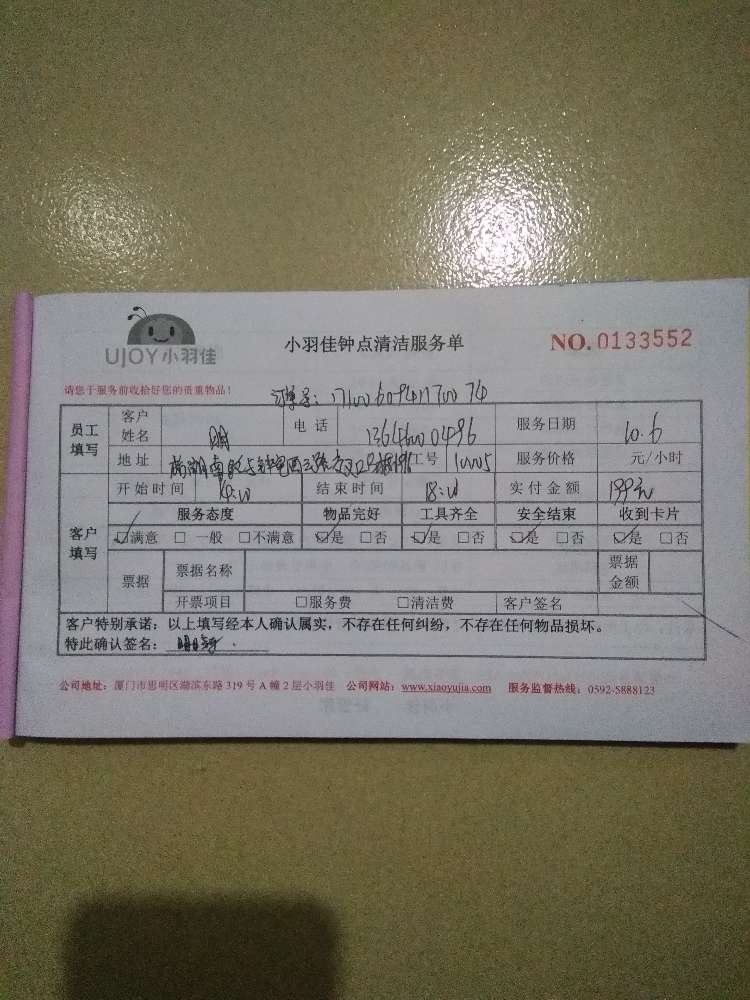 UJOY小羽佳
小羽佳钟点清洁服务单
NO.0133552
请您于服务前收拾好您的贵重物品!
订单号:
员工填写 客户姓名 电话 服务日期 10.6
地址 工号 服务价格 元/小时
开始时间 结束时间 18:10 实付金额 199元
客户填写 服务态度 物品完好 工具齐全 安全结束 收到卡片
☑满意 □一般 □不满意 ☑是 □否 ☑是 □否 ☑是 □否 ☑是 □否
票据 票据名称 票据金额
开票项目 □服务费 □清洁费 客户签名
客户特别承诺:以上填写经本人确认属实,不存在任何纠纷,不存在任何物品损坏。
特此确认签名:
公司地址:厦门市思明区湖滨东路319号A幢2层小羽佳 公司网站:www.xiaoyujia.com 服务监督热线:0592-5888123